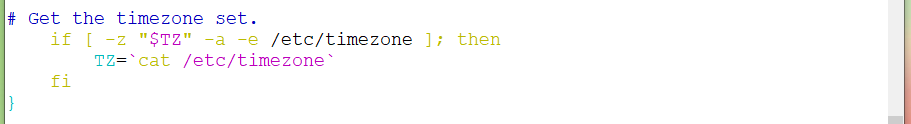 # Get the timezone set.
    if [ -z "$TZ" -a -e /etc/timezone ]; then
        TZ=`cat /etc/timezone`
    fi
}